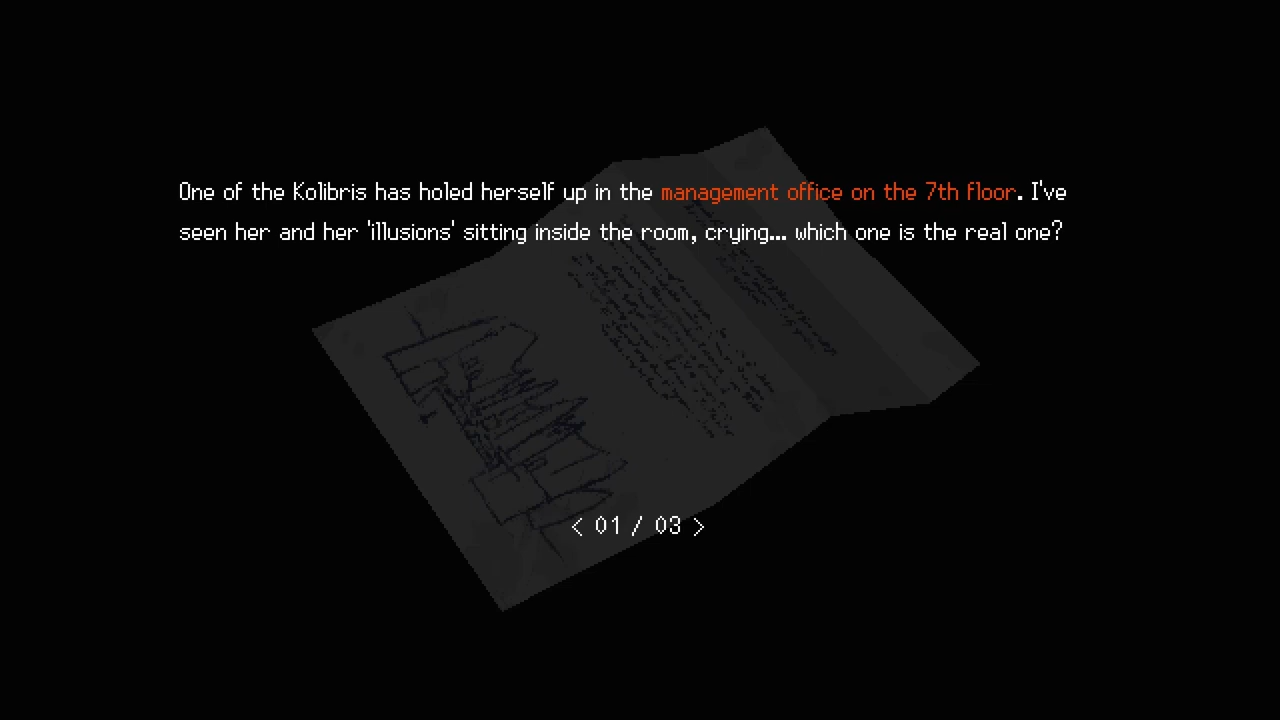 One of the Kolibris has holed herself up in the management office on the 7th floor. I've
seen her and her 'illusions' sitting inside the room, crying... which one is the real one?
< 01 / 03 >